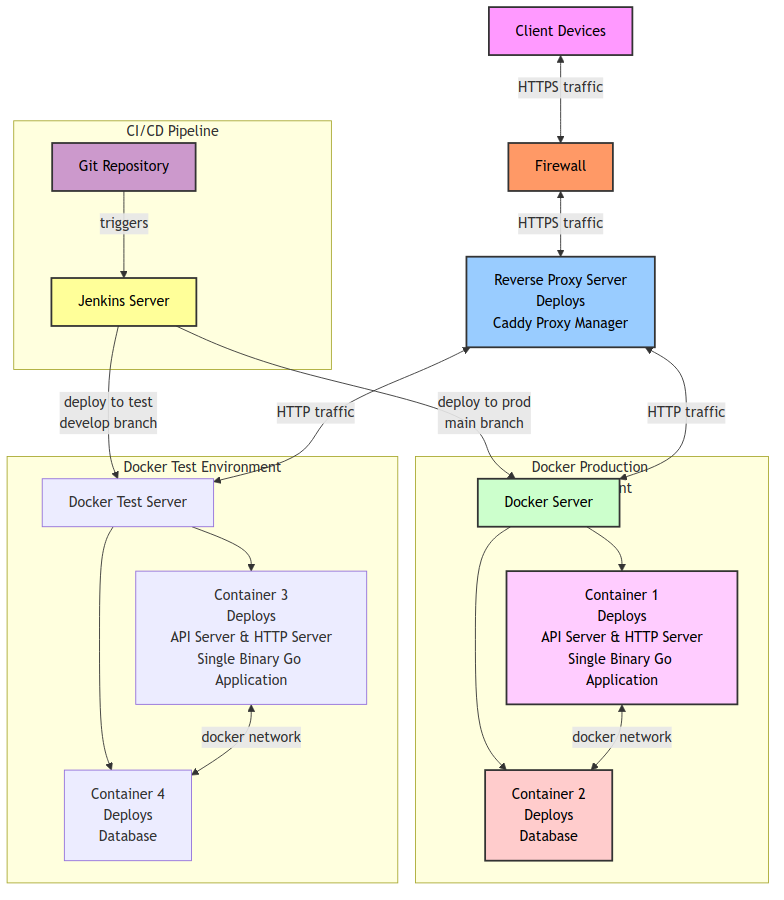 Client Devices
HTTPS traffic
CI/CD Pipeline
Git Repository
Firewall
triggers
HTTPS traffic
Jenkins Server
Reverse Proxy Server
Deploys
Caddy Proxy Manager
deploy to test
develop branch
HTTP traffic
deploy to prod
main branch
HTTP traffic
Docker Test Environment
Docker Production
nt
Docker Test Server
Docker Server
Container 3
Deploys
API Server & HTTP Server
Single Binary Go
Application
Container 1
Deploys
API Server & HTTP Server
Single Binary Go
Application
docker network
docker network
Container 4
Deploys
Database
Container 2
Deploys
Database